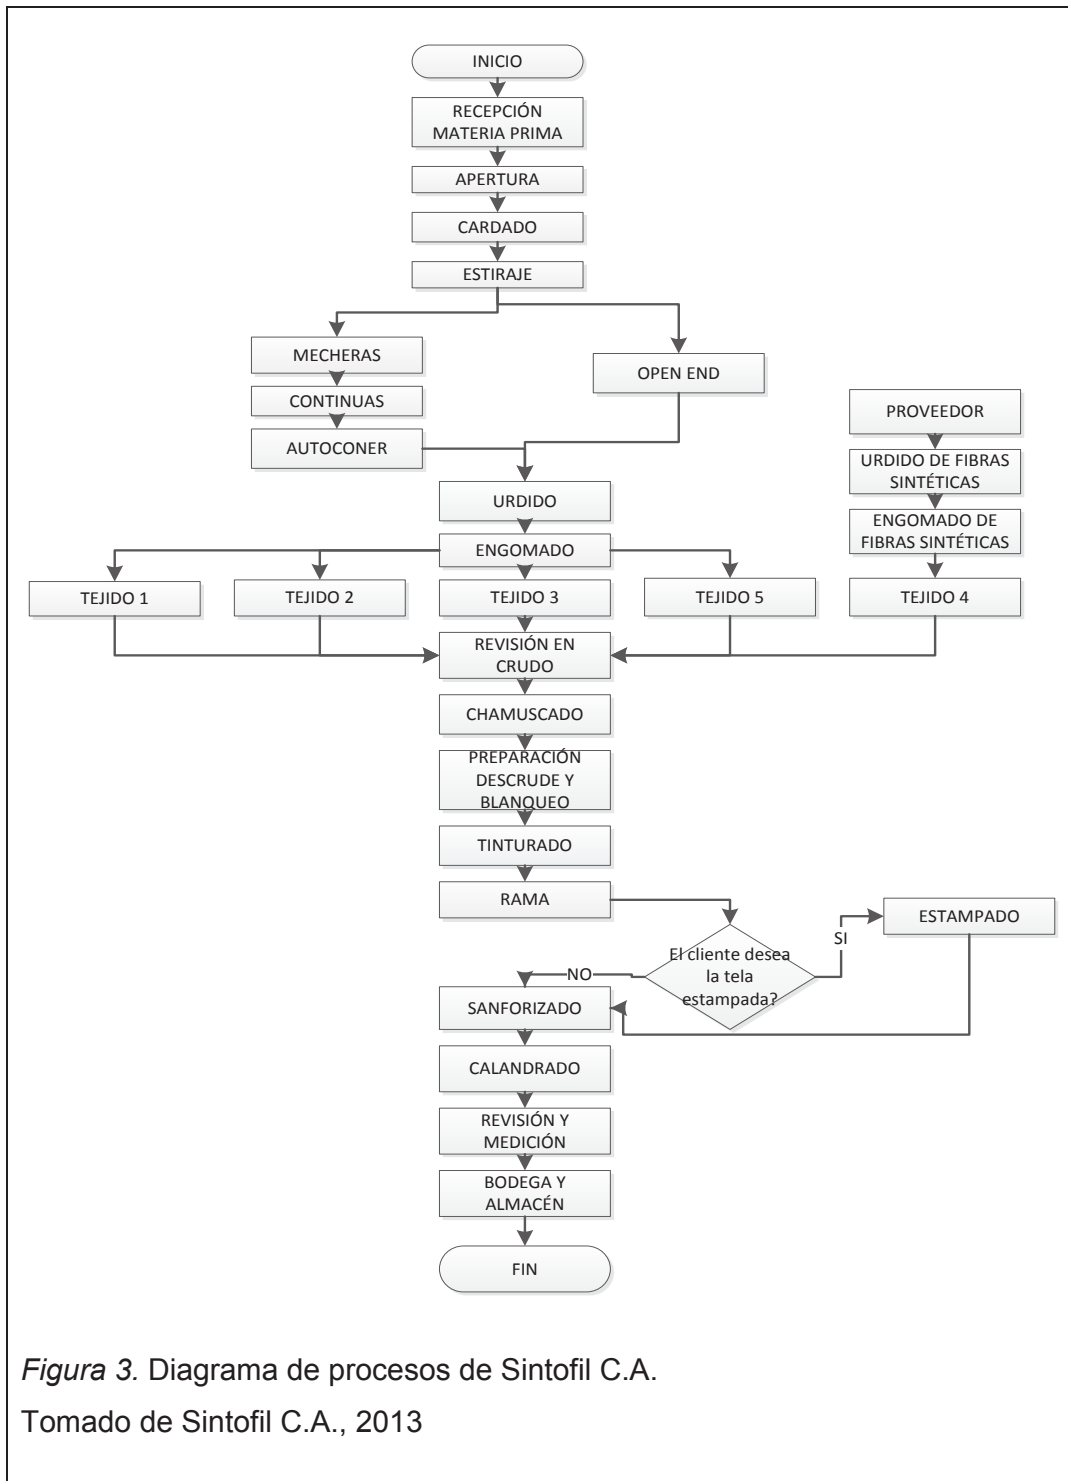 INICIO
RECEPCIÓN
MATERIA PRIMA
APERTURA
CARDADO
ESTIRAJE
MECHERAS
OPEN END
CONTINUAS
PROVEEDOR
AUTOCONER
URDIDO DE FIBRAS
SINTÉTICAS
URDIDO
ENGOMADO
ENGOMADO DE
FIBRAS SINTÉTICAS
TEJIDO 1
TEJIDO 2
TEJIDO 3
TEJIDO 5
TEJIDO 4
REVISIÓN EN
CRUDO
CHAMUSCADO
PREPARACIÓN
DESCRUDE Y
BLANQUEO
TINTURADO
RAMA
El cliente desea
la tela
estampada?
SI
ESTAMPADO
NO
SANFORIZADO
CALANDRADO
REVISIÓN Y
MEDICIÓN
BODEGA Y
ALMACÉN
FIN
Figura 3. Diagrama de procesos de Sintofil C.A.
Tomado de Sintofil C.A., 2013